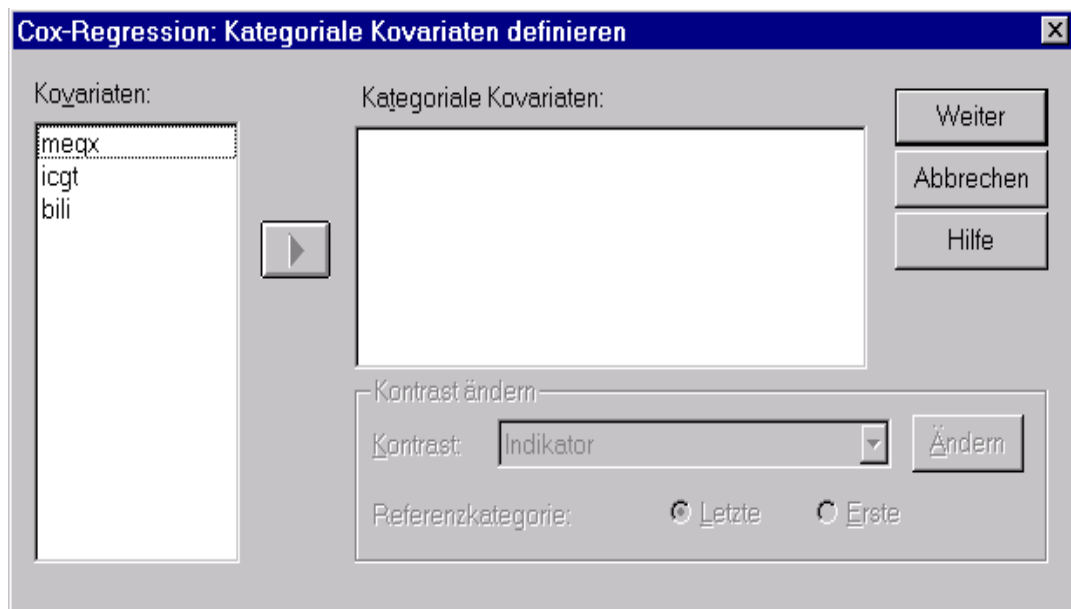 Cox-Regression: Kategoriale Kovariaten definieren
Kovariaten:
meqx
icgt
bili
Kategoriale Kovariaten:
Weiter
Abbrechen
Hilfe
Kontrast ändern
Kontrast:
Indikator
Ändern
Referenzkategorie:
Letzte
Erste